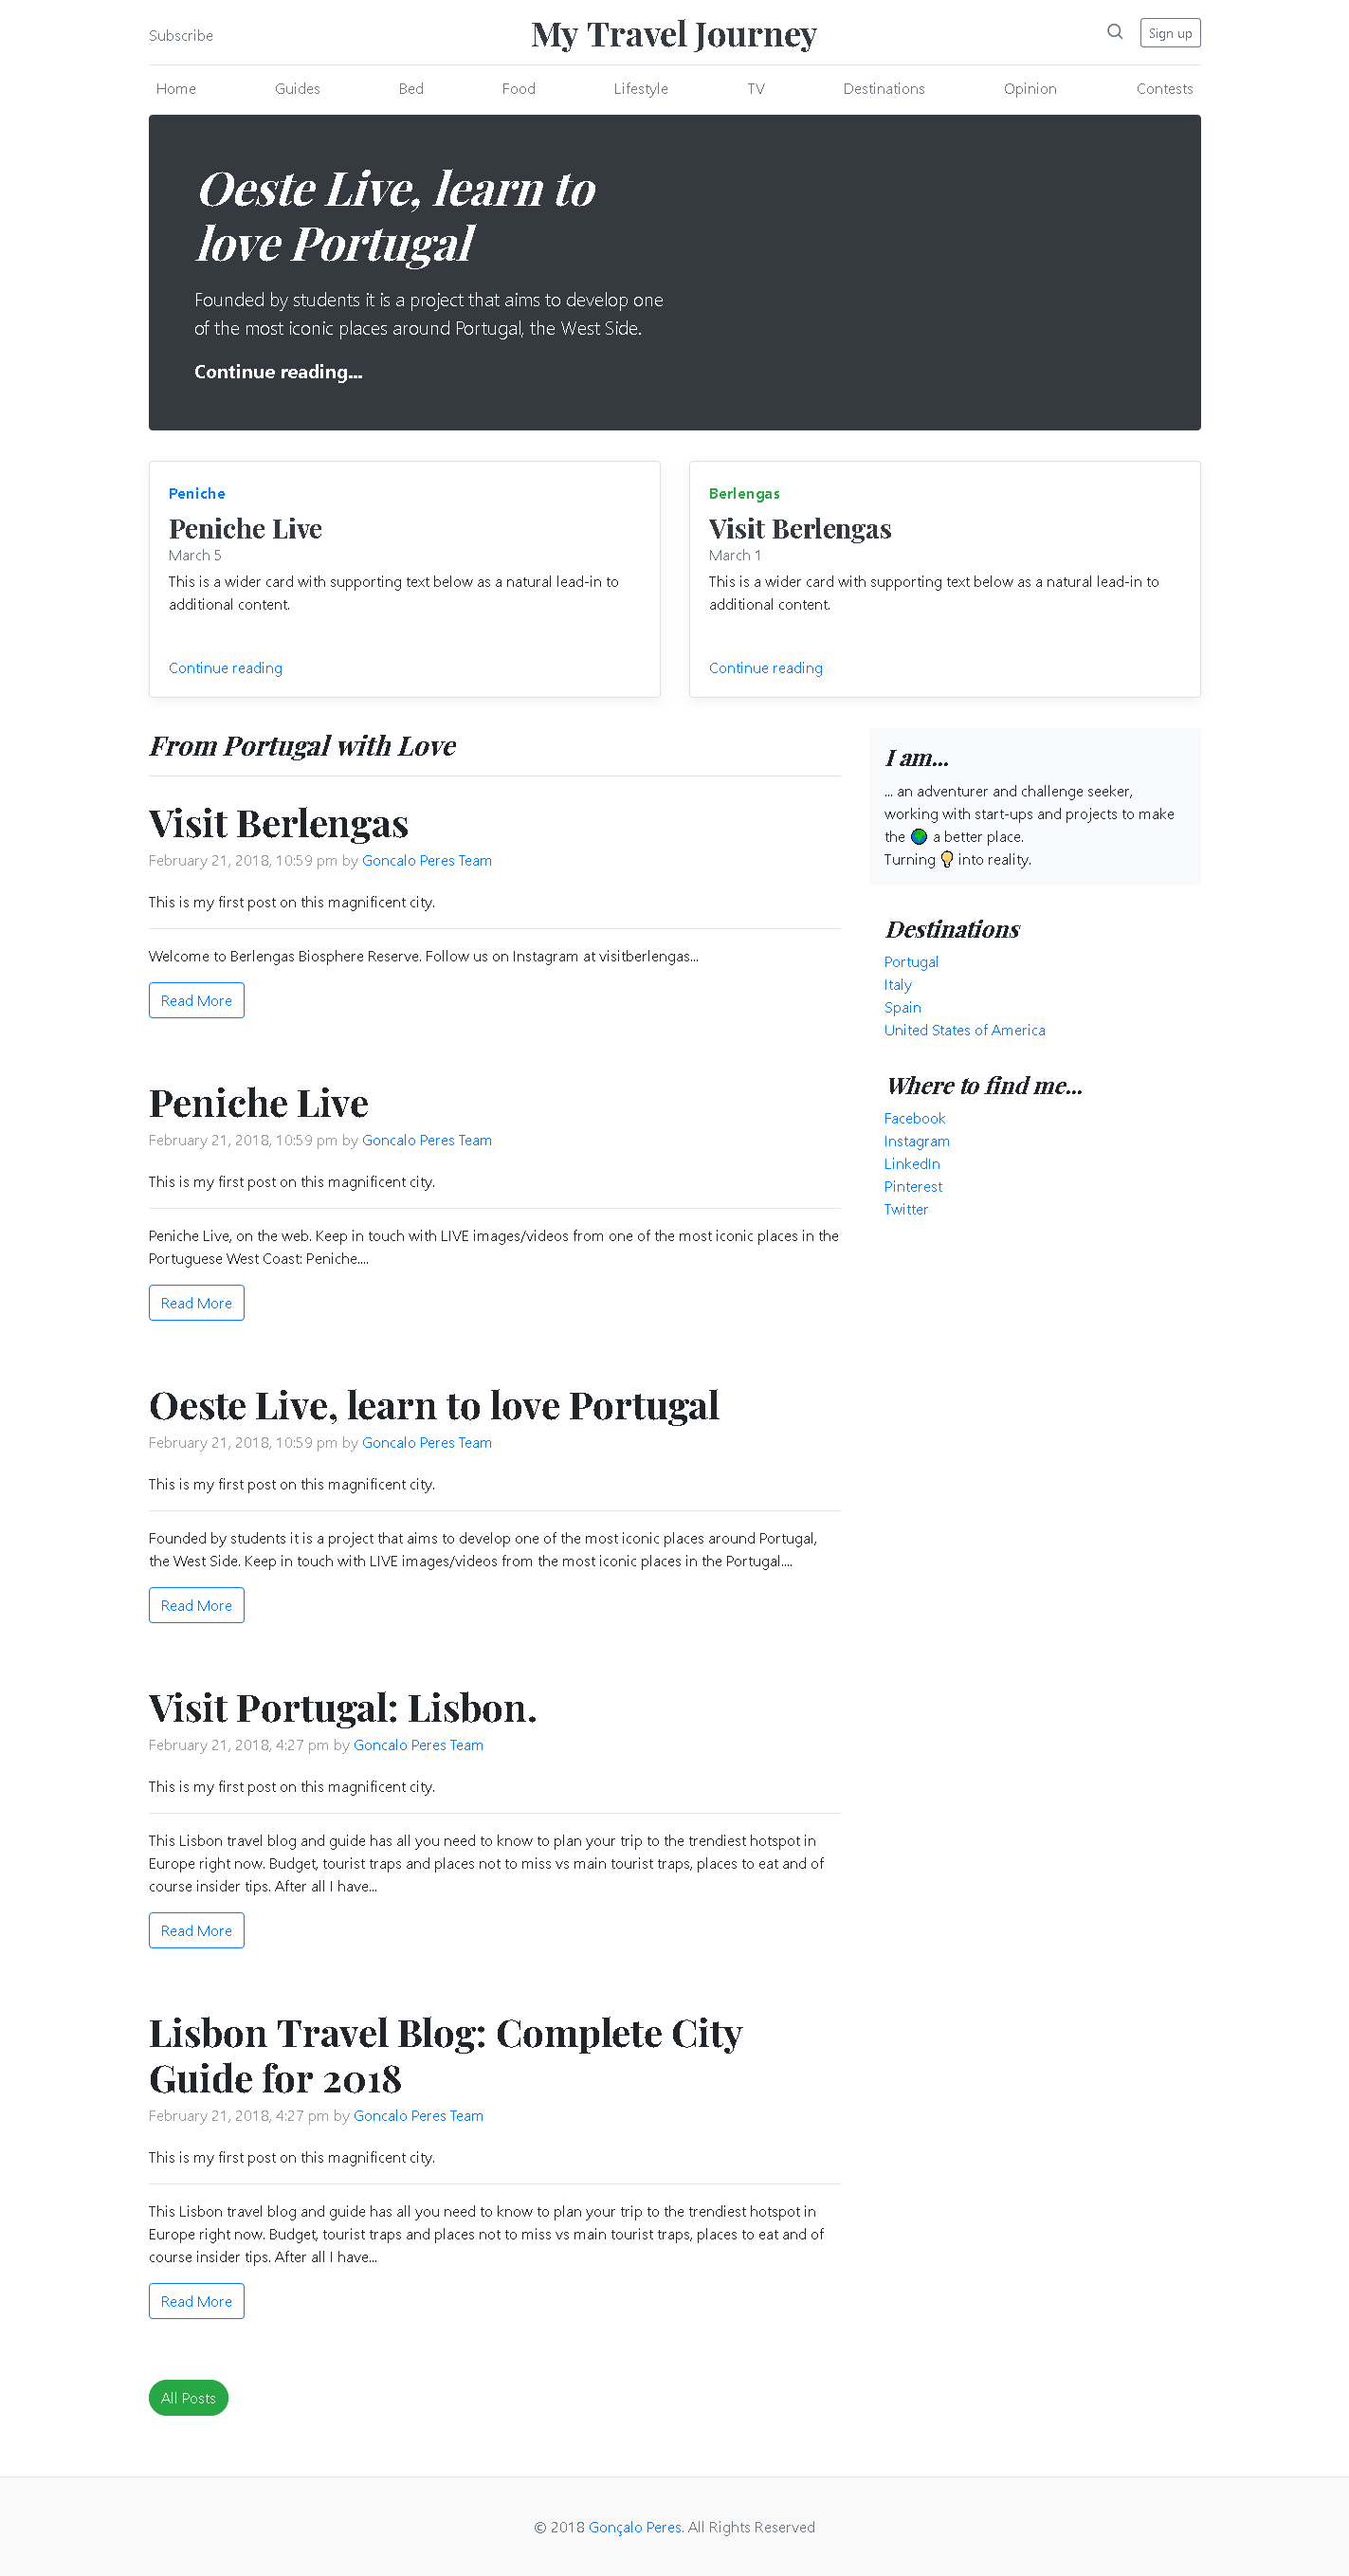 Subscribe
My Travel Journey
Sign up
Home Guides Bed Food Lifestyle TV Destinations Opinion Contests
Oeste Live, learn to
love Portugal
Founded by students it is a project that aims to develop one
of the most iconic places around Portugal, the West Side.
Continue reading...
Peniche
Peniche Live
March 5
This is a wider card with supporting text below as a natural lead-in to
additional content.
Continue reading
Berlengas
Visit Berlengas
March 1
This is a wider card with supporting text below as a natural lead-in to
additional content.
Continue reading
From Portugal with Love
Visit Berlengas
February 21, 2018, 10:59 pm by Goncalo Peres Team
This is my first post on this magnificent city.
Welcome to Berlengas Biosphere Reserve. Follow us on Instagram at visitberlengas...
Read More
Peniche Live
February 21, 2018, 10:59 pm by Goncalo Peres Team
This is my first post on this magnificent city.
Peniche Live, on the web. Keep in touch with LIVE images/videos from one of the most iconic places in the
Portuguese West Coast: Peniche....
Read More
Oeste Live, learn to love Portugal
February 21, 2018, 10:59 pm by Goncalo Peres Team
This is my first post on this magnificent city.
Founded by students it is a project that aims to develop one of the most iconic places around Portugal,
the West Side. Keep in touch with LIVE images/videos from the most iconic places in the Portugal....
Read More
Visit Portugal: Lisbon.
February 21, 2018, 4:27 pm by Goncalo Peres Team
This is my first post on this magnificent city.
This Lisbon travel blog and guide has all you need to know to plan your trip to the trendiest hotspot in
Europe right now. Budget, tourist traps and places not to miss vs main tourist traps, places to eat and of
course insider tips. After all I have...
Read More
Lisbon Travel Blog: Complete City
Guide for 2018
February 21, 2018, 4:27 pm by Goncalo Peres Team
This is my first post on this magnificent city.
This Lisbon travel blog and guide has all you need to know to plan your trip to the trendiest hotspot in
Europe right now. Budget, tourist traps and places not to miss vs main tourist traps, places to eat and of
course insider tips. After all I have...
Read More
All Posts
I am...
... an adventurer and challenge seeker,
working with start-ups and projects to make
the 🌍 a better place.
Turning 💡 into reality.
Destinations
Portugal
Italy
Spain
United States of America
Where to find me...
Facebook
Instagram
LinkedIn
Pinterest
Twitter
© 2018 Gonçalo Peres. All Rights Reserved